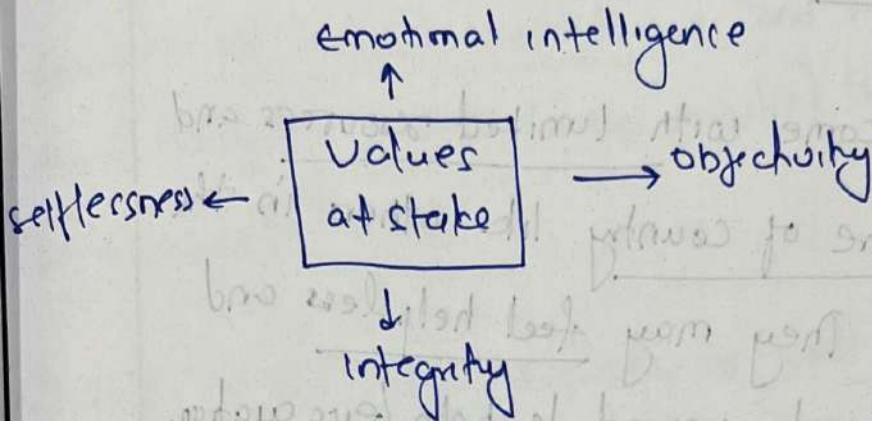 emotional intelligence
values
at stake
objectivity
selflessness
integrity